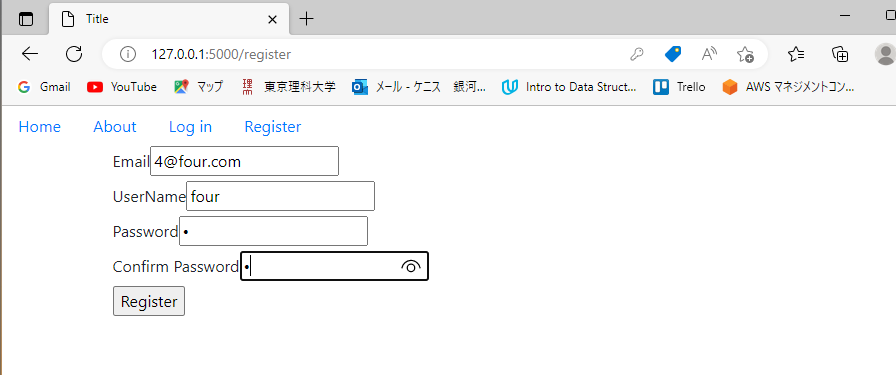 Title
127.0.0.1:5000/register
Gmail YouTube マップ 東京理科大学 メール - ケニス 銀河... Intro to Data Struct... Trello AWS マネジメントコン...
Home About Log in Register
Email 4@four.com
UserName four
Password •
Confirm Password •
Register